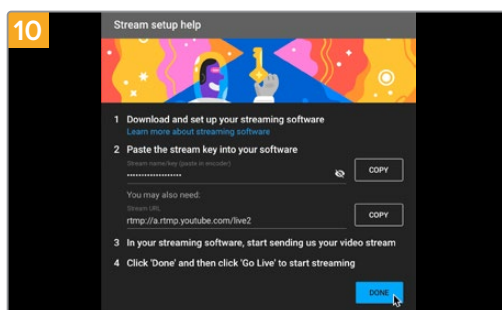 10
Stream setup help
1 Download and set up your streaming software
Learn more about streaming software
2 Paste the stream key into your software
Stream name/key (paste in encoder)
••••••••••••••••••••
COPY
You may also need:
Stream URL
rtmp://a.rtmp.youtube.com/live2
COPY
3 In your streaming software, start sending us your video stream
4 Click 'Done' and then click 'Go Live' to start streaming
DONE